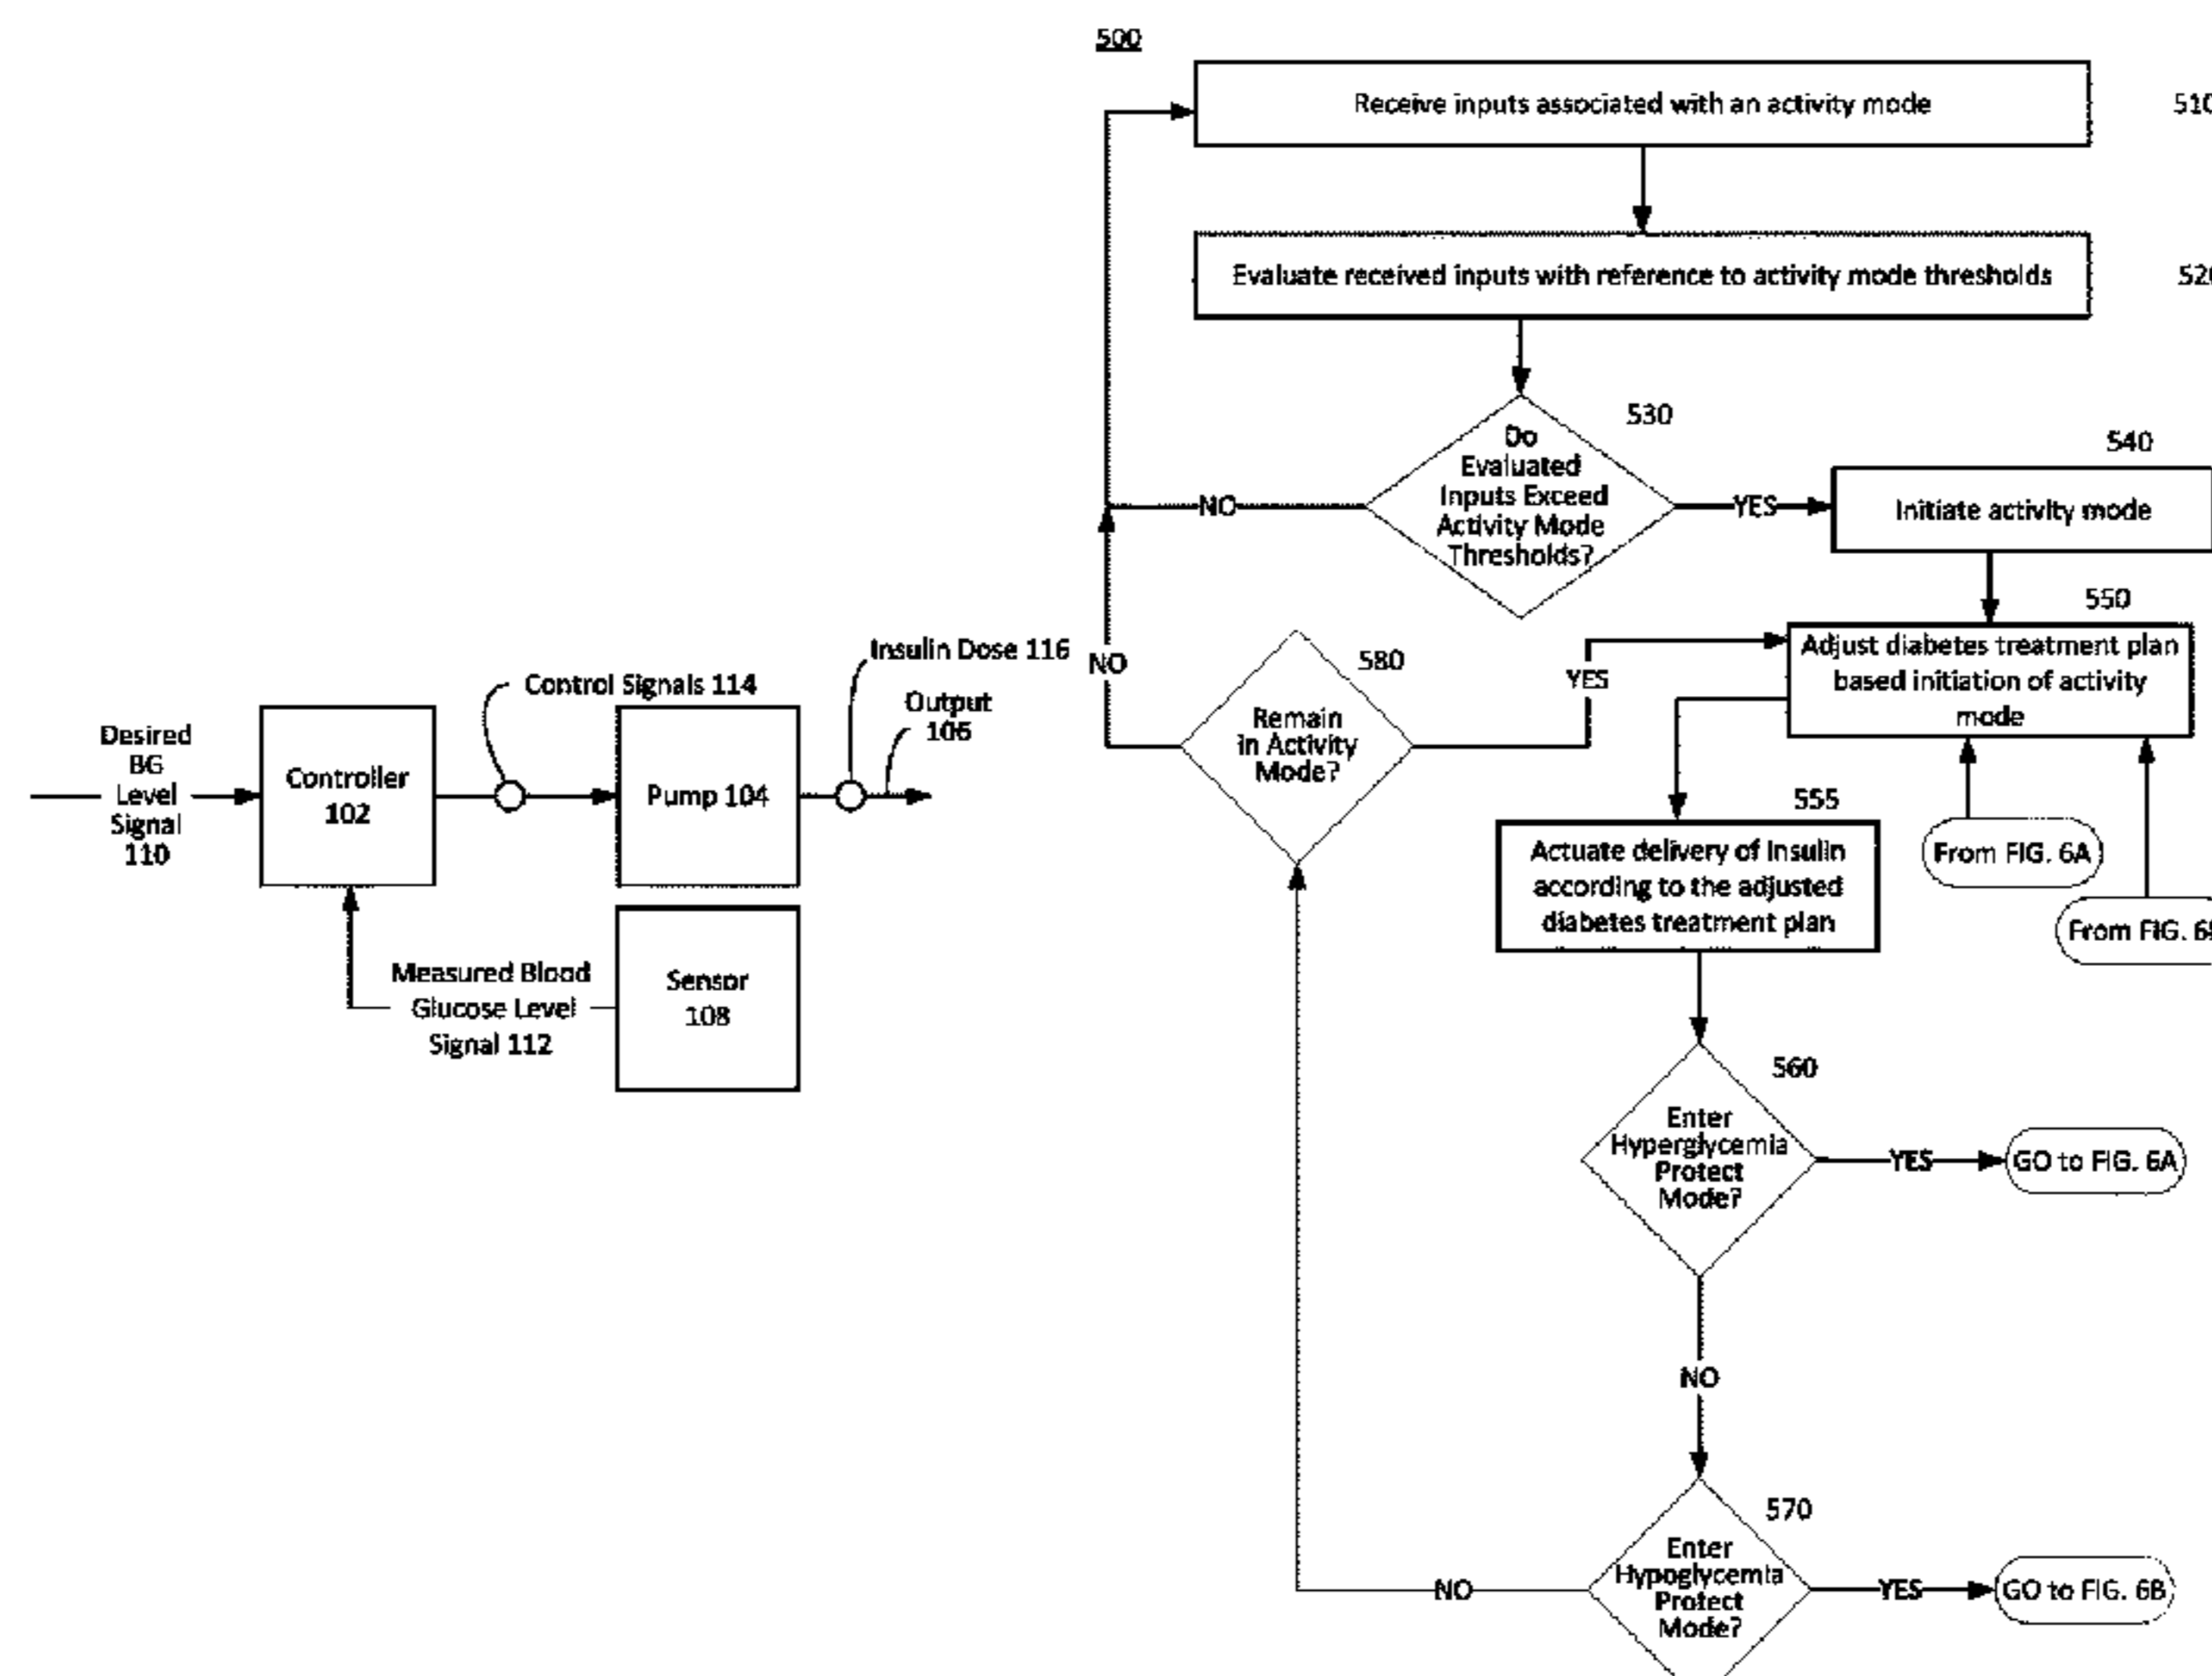 Desired
BG
Level
Signal
110
Controller
102
Control Signals 114
Pump 104
Insulin Dose 116
Output
106
Measured Blood
Glucose Level
Signal 112
Sensor
108
500
Receive inputs associated with an activity mode
510
Evaluate received inputs with reference to activity mode thresholds
520
530
Do
Evaluated
Inputs Exceed
Activity Mode
Thresholds?
NO
YES
540
Initiate activity mode
550
Adjust diabetes treatment plan
based initiation of activity
mode
580
Remain
in Activity
Mode?
NO
YES
555
Actuate delivery of Insulin
according to the adjusted
diabetes treatment plan
From FIG. 6A
From FIG.
560
Enter
Hyperglycemia
Protect
Mode?
YES
GO to FIG. 6A
NO
570
Enter
Hypoglycemia
Protect
Mode?
NO
YES
GO to FIG. 6B